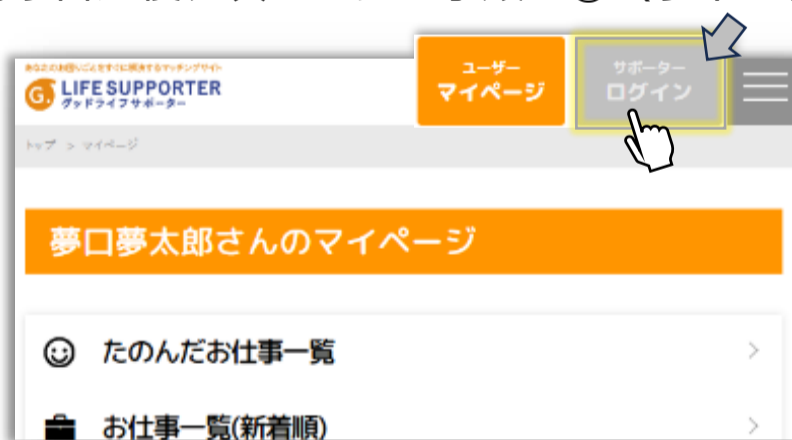 あなたのお困りごとをすぐに解決するマッチングサイト
G. LIFE SUPPORTER
グッドライフサポーター
ユーザー
マイページ
サポーター
ログイン
トップ > マイページ
夢口夢太郎さんのマイページ
たのんだお仕事一覧
お仕事一覧(新着順)